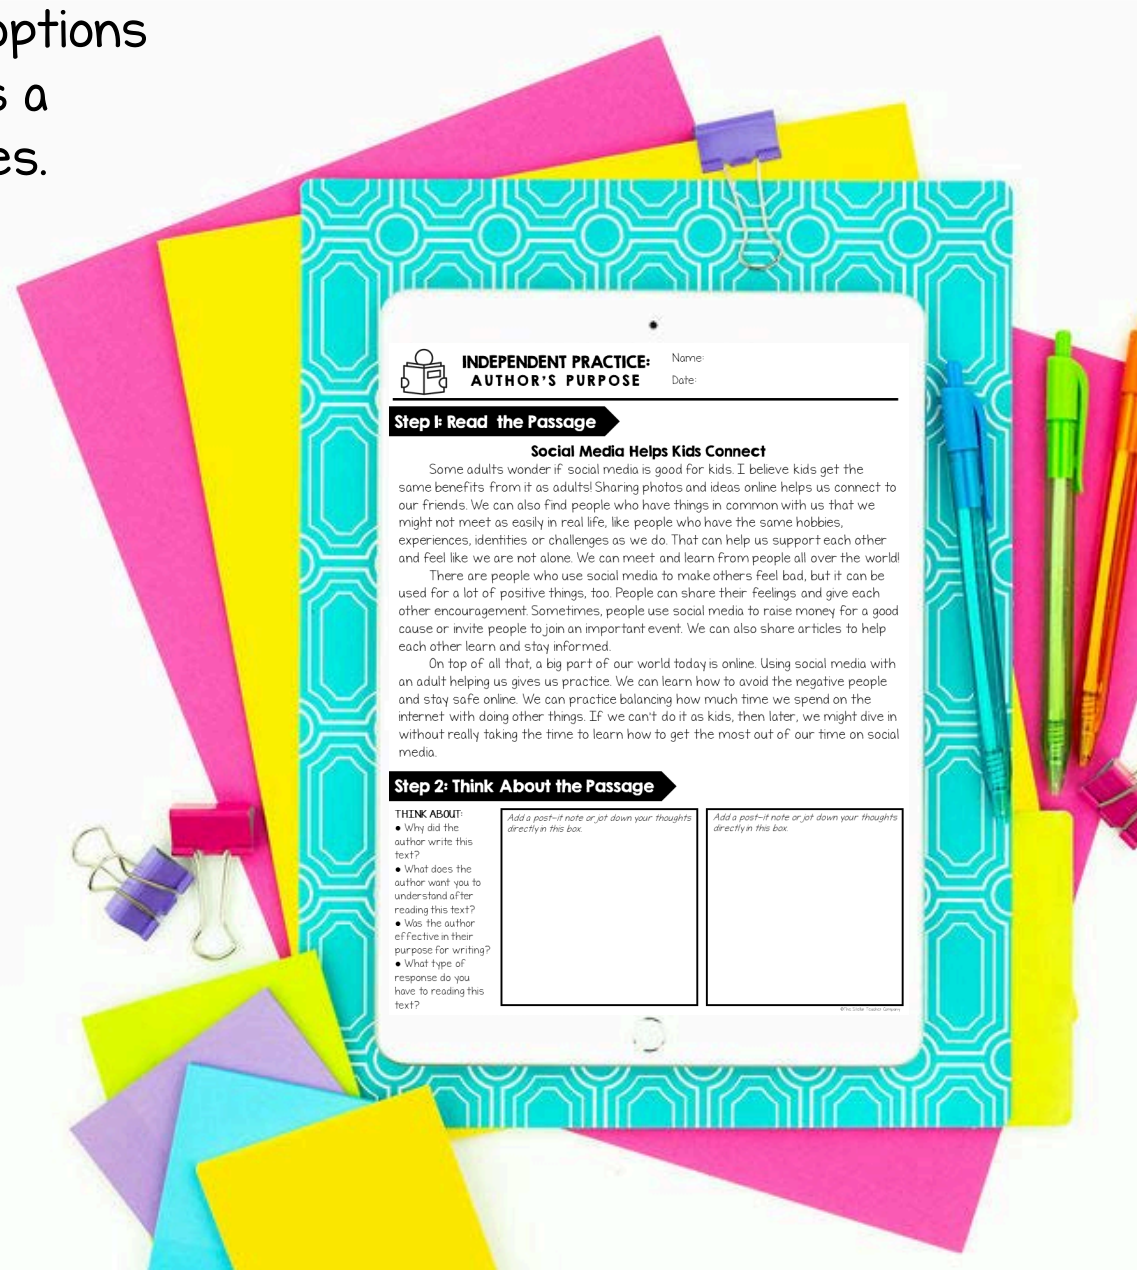 options
s a
es.
INDEPENDENT PRACTICE:
AUTHOR'S PURPOSE
Name:
Date:
Step 1: Read the Passage
Social Media Helps Kids Connect
Some adults wonder if social media is good for kids. I believe kids get the
same benefits from it as adults! Sharing photos and ideas online helps us connect to
our friends. We can also find people who have things in common with us that we
might not meet as easily in real life, like people who have the same hobbies,
experiences, identities or challenges as we do. That can help us support each other
and feel like we are not alone. We can meet and learn from people all over the world!
There are people who use social media to make others feel bad, but it can be
used for a lot of positive things, too. People can share their feelings and give each
other encouragement. Sometimes, people use social media to raise money for a good
cause or invite people to join an important event. We can also share articles to help
each other learn and stay informed.
On top of all that, a big part of our world today is online. Using social media with
an adult helping us gives us practice. We can learn how to avoid the negative people
and stay safe online. We can practice balancing how much time we spend on the
internet with doing other things. If we can't do it as kids, then later, we might dive in
without really taking the time to learn how to get the most out of our time on social
media.
Step 2: Think About the Passage
THINK ABOUT:
● Why did the
author write this
text?
● What does the
author want you to
understand after
reading this text?
● Was the author
effective in their
purpose for writing?
● What type of
response do you
have to reading this
text?
Add a post-it note or jot down your thoughts
directly in this box.
Add a post-it note or jot down your thoughts
directly in this box.